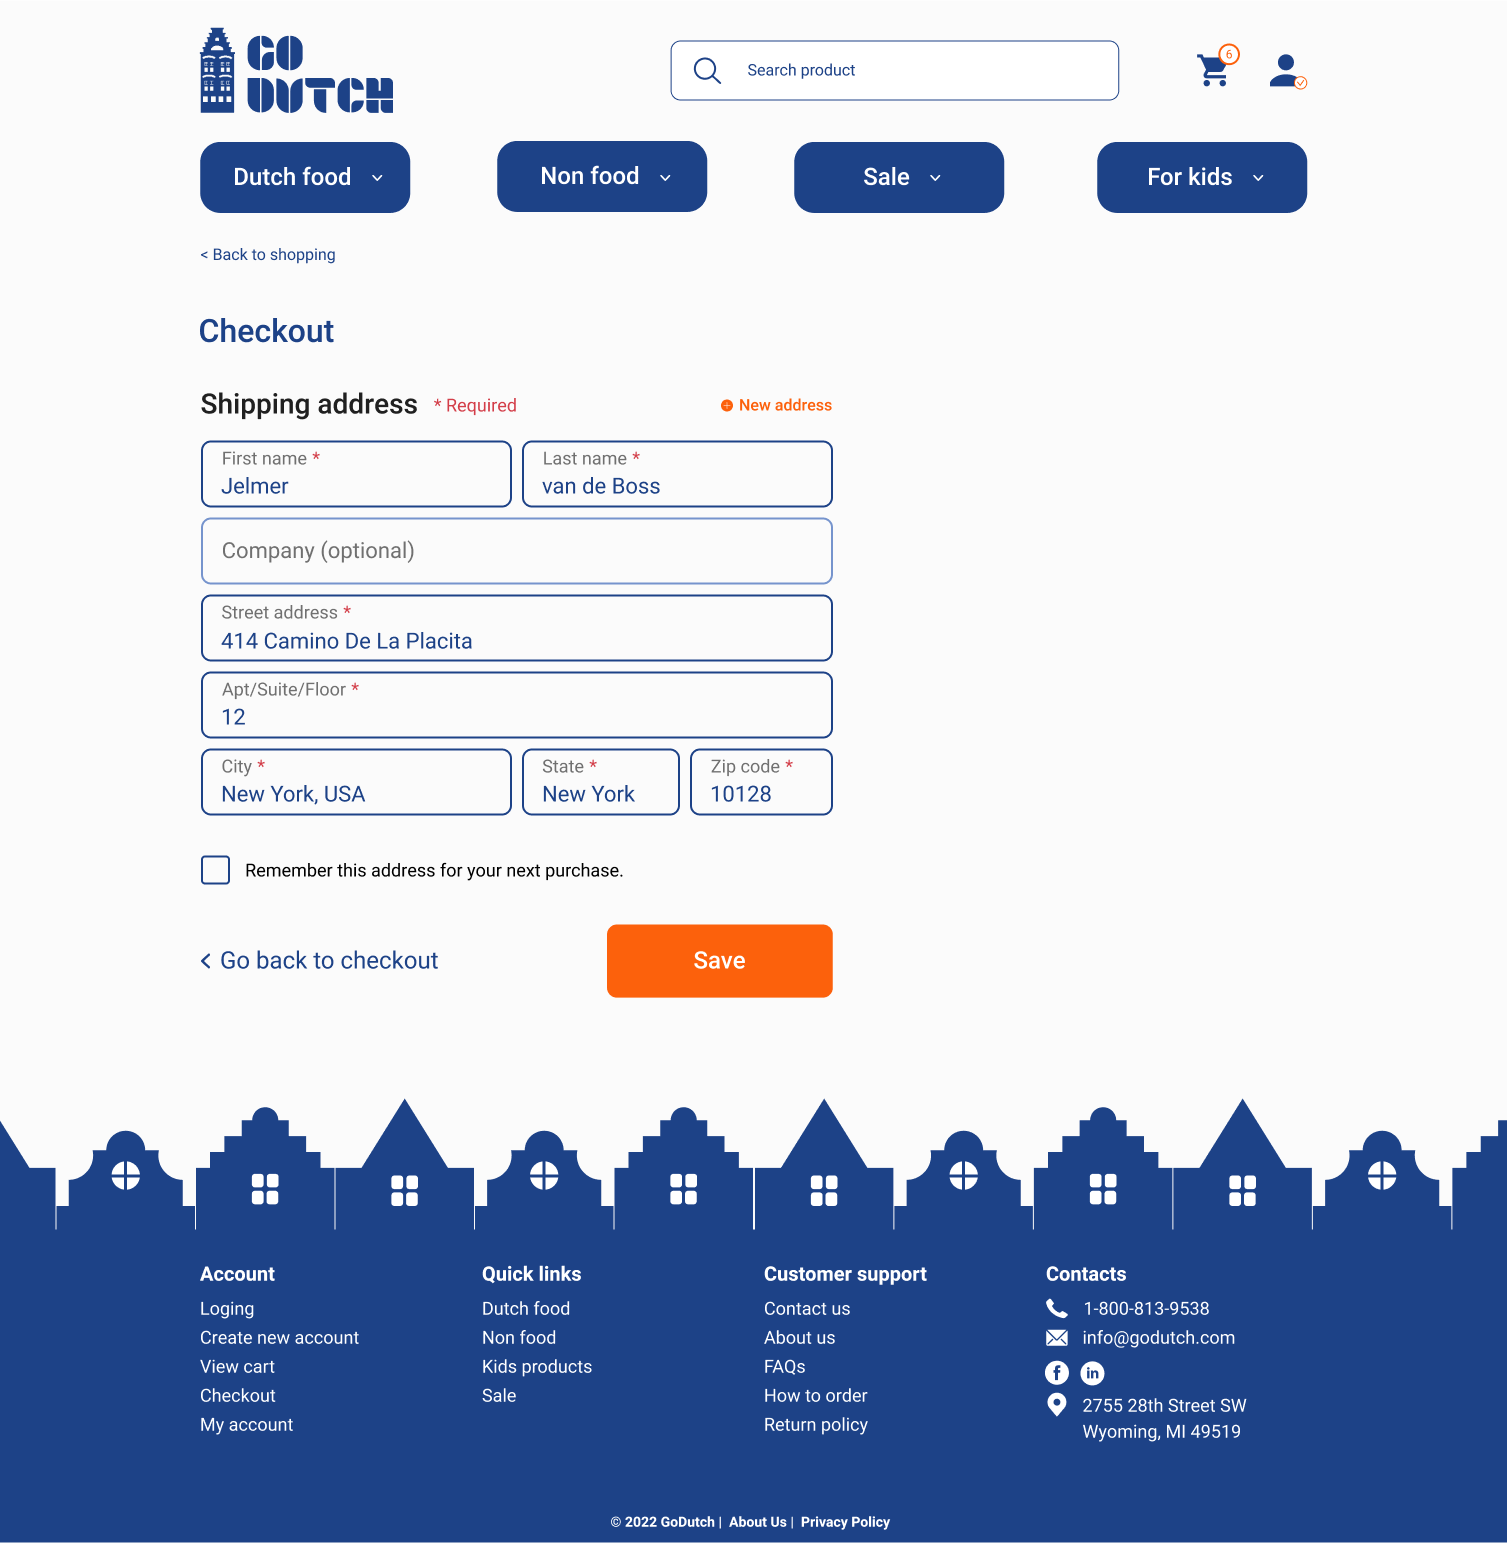 GO
DUTCH
Search product
6
Dutch food
Non food
Sale
For kids
< Back to shopping
Checkout
Shipping address * Required
New address
First name *
Jelmer
Last name *
van de Boss
Company (optional)
Street address *
414 Camino De La Placita
Apt/Suite/Floor *
12
City *
New York, USA
State *
New York
Zip code *
10128
Remember this address for your next purchase.
< Go back to checkout
Save
Account
Loging
Create new account
View cart
Checkout
My account
Quick links
Dutch food
Non food
Kids products
Sale
Customer support
Contact us
About us
FAQs
How to order
Return policy
Contacts
1-800-813-9538
info@godutch.com
f in
2755 28th Street SW
Wyoming, MI 49519
© 2022 GoDutch | About Us | Privacy Policy